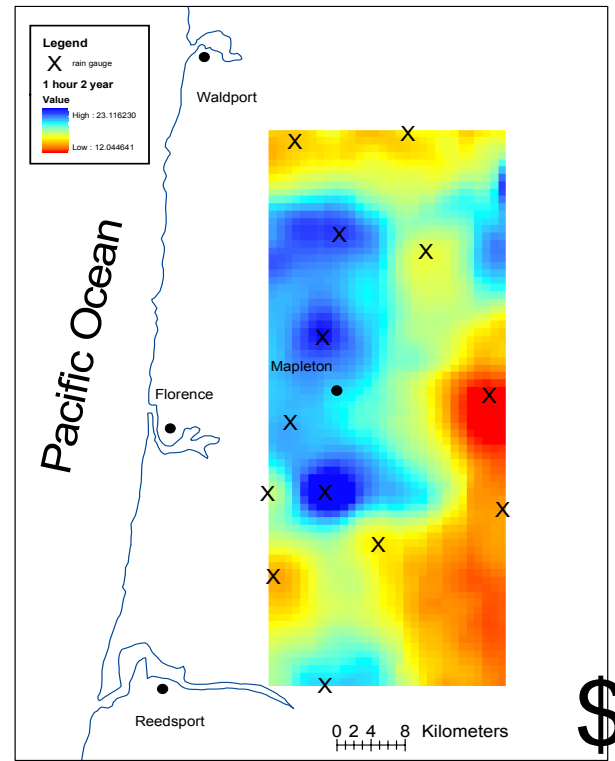 Legend
X rain gauge
1 hour 2 year
Value
High : 23.116230
Low : 12.044641
Waldport
X X
X
X
Pacific Ocean
X
Mapleton
Florence
X
X
X X
X
X
X
X
Reedsport
0 2 4 8 Kilometers
$